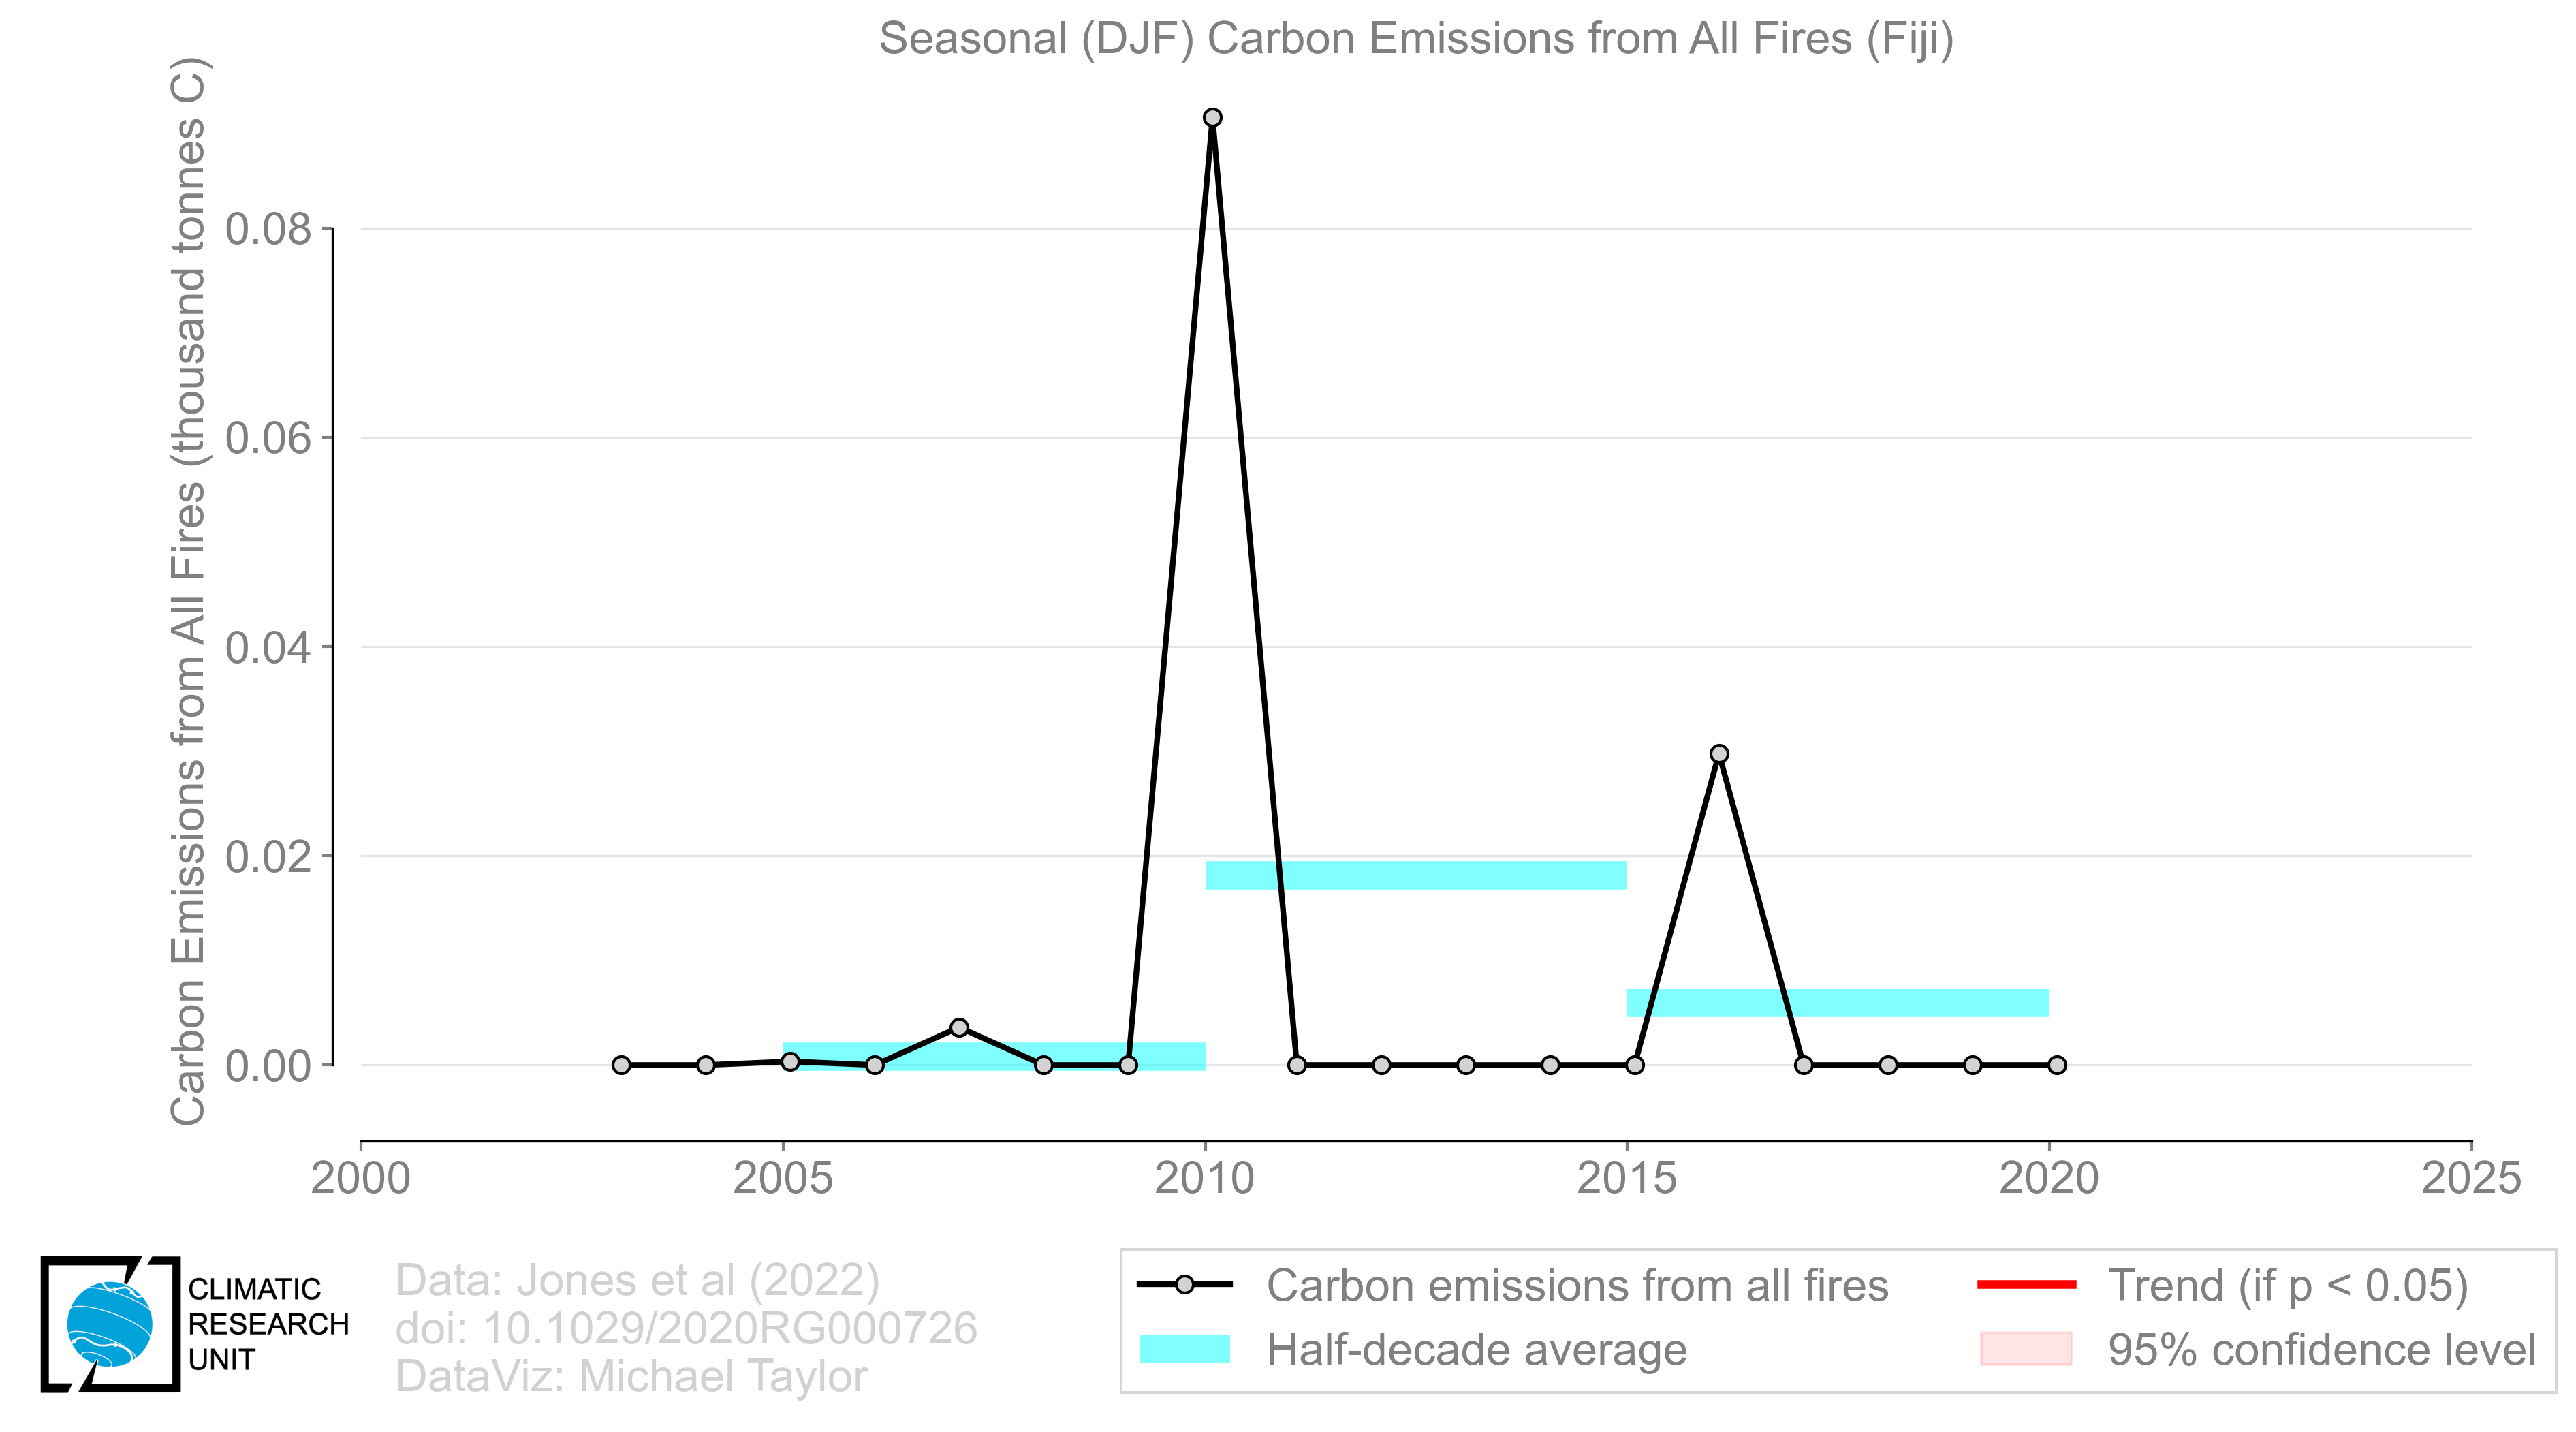 Seasonal (DJF) Carbon Emissions from All Fires (Fiji)
Carbon Emissions from All Fires (thousand tonnes C)
0.08
0.06
0.04
0.02
0.00
2000 2005 2010 2015 2020 2025
CLIMATIC
RESEARCH
UNIT
Data: Jones et al (2022)
doi: 10.1029/2020RG000726
DataViz: Michael Taylor
Carbon emissions from all fires
Half-decade average
Trend (if p < 0.05)
95% confidence level